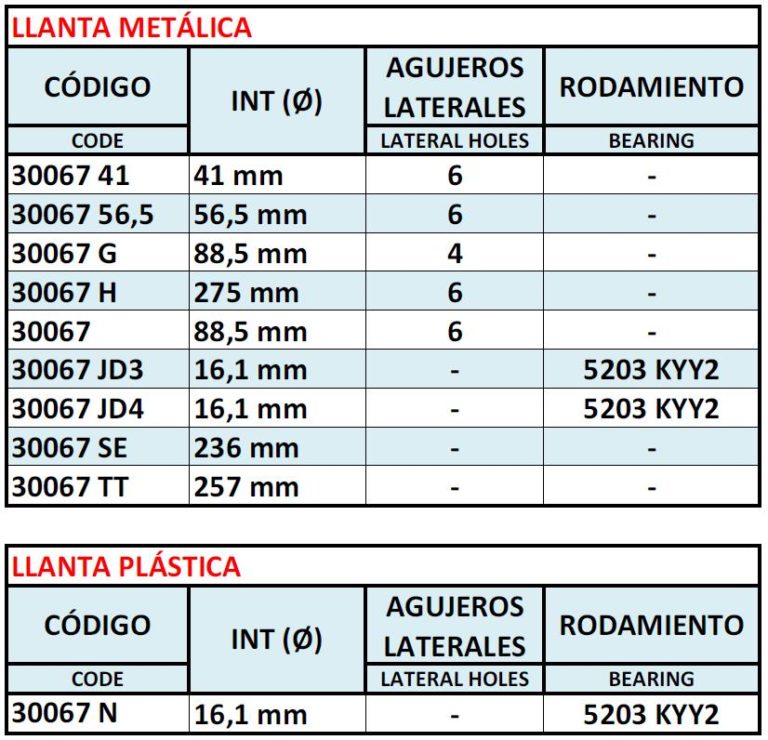 LLANTA METÁLICA
CÓDIGO INT (Ø) AGUJEROS LATERALES RODAMIENTO
CODE LATERAL HOLES BEARING
30067 41 41 mm 6 -
30067 56,5 56,5 mm 6 -
30067 G 88,5 mm 4 -
30067 H 275 mm 6 -
30067 88,5 mm 6 -
30067 JD3 16,1 mm - 5203 KYY2
30067 JD4 16,1 mm - 5203 KYY2
30067 SE 236 mm - -
30067 TT 257 mm - -
LLANTA PLÁSTICA
CÓDIGO INT (Ø) AGUJEROS LATERALES RODAMIENTO
CODE LATERAL HOLES BEARING
30067 N 16,1 mm - 5203 KYY2